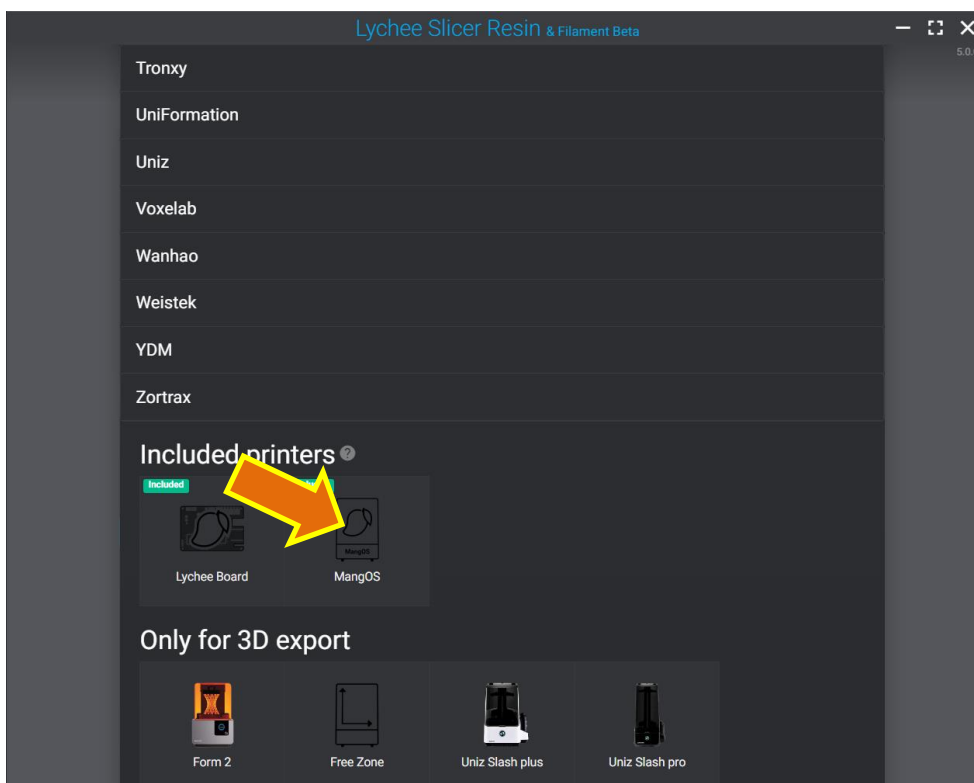 Lychee Slicer Resin & Filament Beta
5.0.
Tronxy
UniFormation
Uniz
Voxelab
Wanhao
Weistek
YDM
Zortrax
Included printers ?
Included
MangOS
Lychee Board MangOS
Only for 3D export
Form 2 Free Zone Uniz Slash plus Uniz Slash pro